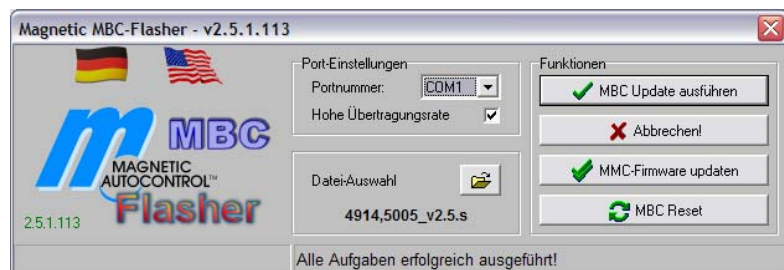 Magnetic MBC-Flasher - v2.5.1.113
MBC
MAGNETIC
AUTOCONTROL™
Flasher
2.5.1.113
Port-Einstellungen
Portnummer: COM1
Hohe Übertragungsrate
Datei-Auswahl
4914,5005_v2.5.s
Funktionen
MBC Update ausführen
Abbrechen!
MMC-Firmware updaten
MBC Reset
Alle Aufgaben erfolgreich ausgeführt!